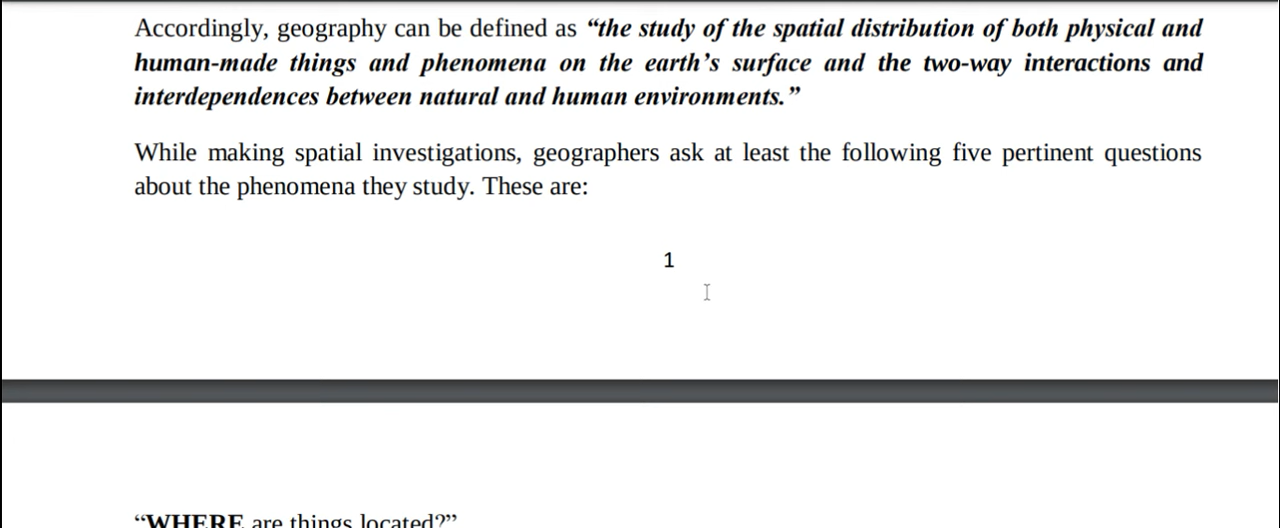 Accordingly, geography can be defined as “the study of the spatial distribution of both physical and
human-made things and phenomena on the earth’s surface and the two-way interactions and
interdependences between natural and human environments.”
While making spatial investigations, geographers ask at least the following five pertinent questions
about the phenomena they study. These are:
1
“WHERE are things located?”